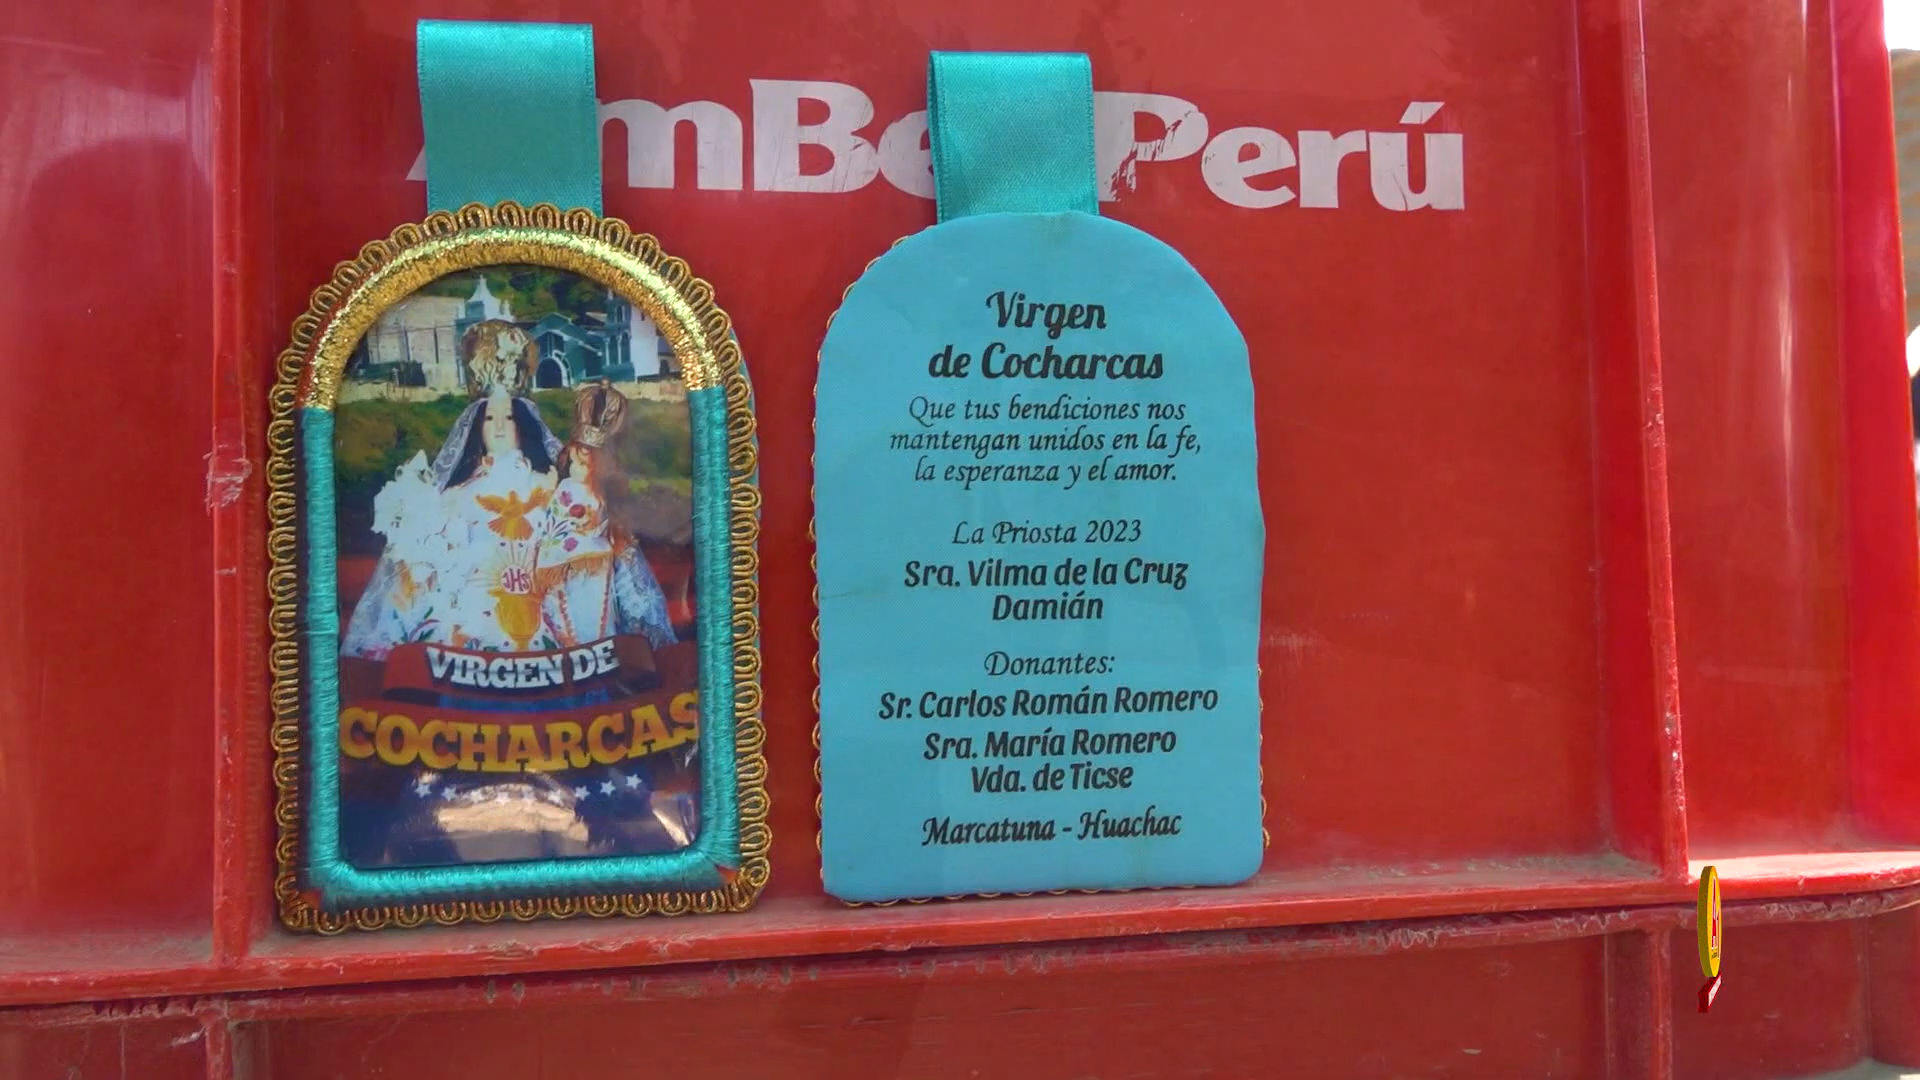 mBe Perú
Virgen
de Cocharcas
Que tus bendiciones nos
mantengan unidos en la fe,
la esperanza y el amor.
La Priosta 2023
Sra. Vilma de la Cruz
Damián
Donantes:
Sr. Carlos Román Romero
Sra. María Romero
Vda. de Ticse
Marcatuna - Huachac
JHS
VIRGEN DE
COCHARCAS